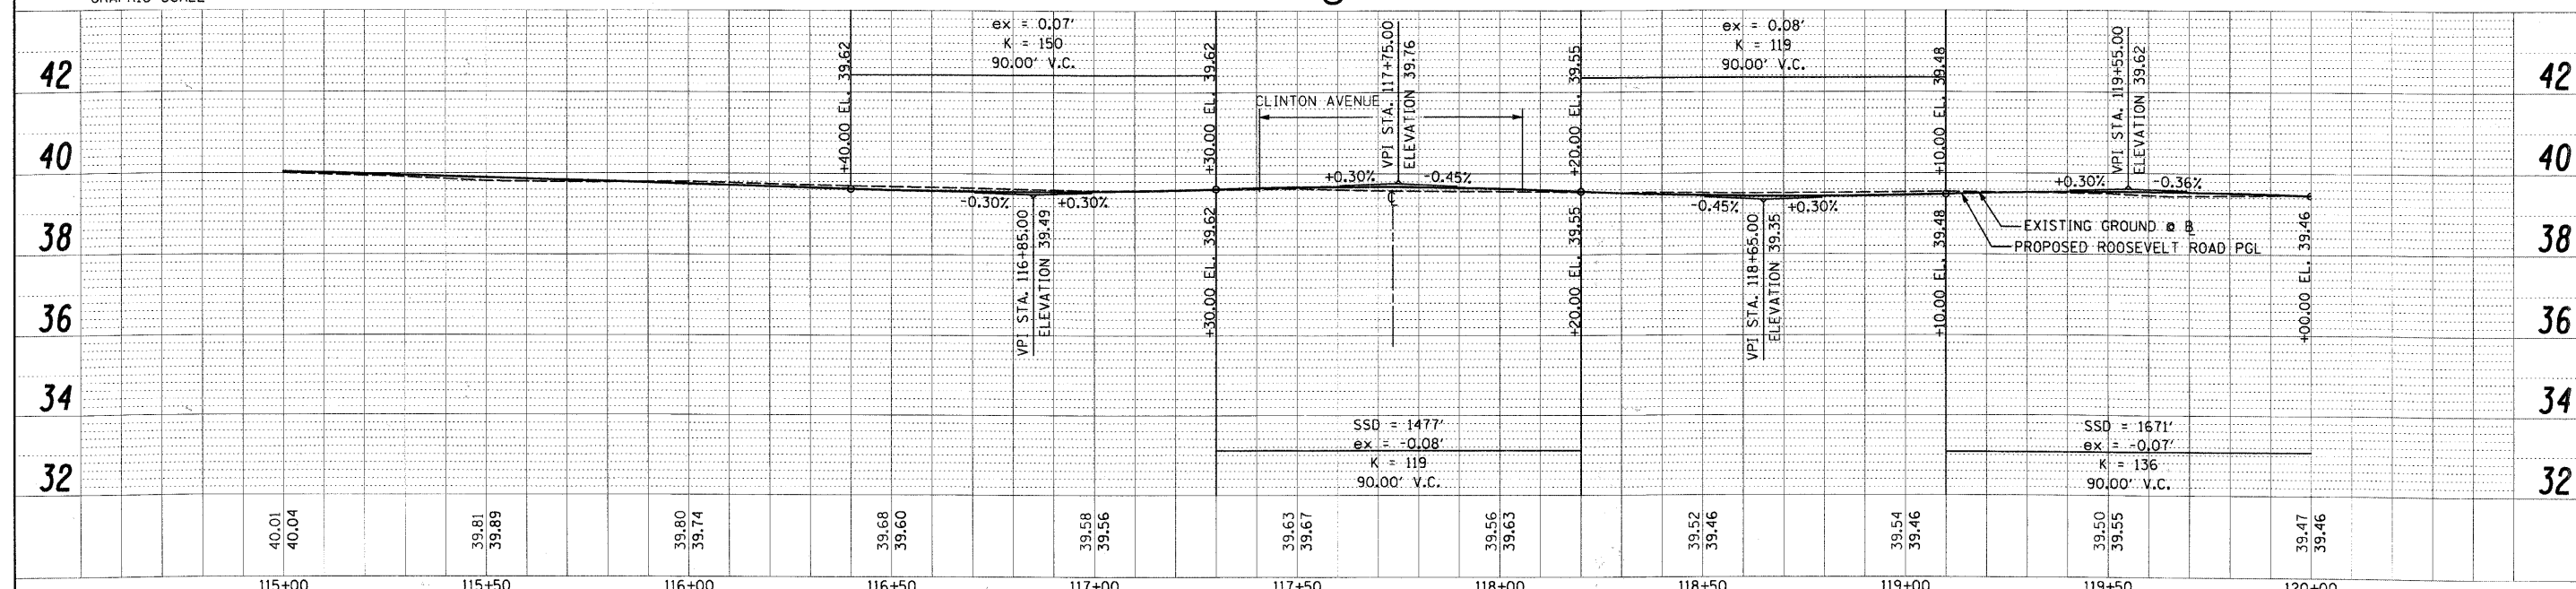 ex = 0.07'
K = 150
90.00' V.C.
+40.00 EL. 39.62
+30.00 EL. 39.62
VPI STA. 117+75.00
ELEVATION 39.76
+20.00 EL. 39.55
ex = 0.08'
K = 119
90.00' V.C.
+10.00 EL. 39.48
VPI STA. 119+55.00
ELEVATION 39.62
42
42
CLINTON AVENUE
40
40
+0.30%
-0.45%
+0.30%
-0.36%
-0.30%
+0.30%
-0.45%
+0.30%
VPI STA. 116+85.00
ELEVATION 39.49
+30.00 EL. 39.62
+20.00 EL. 39.55
VPI STA. 118+65.00
ELEVATION 39.35
+10.00 EL. 39.48
EXISTING GROUND @ B
PROPOSED ROOSEVELT ROAD PGL
+00.00 EL. 39.46
38
38
36
36
34
34
SSD = 1477'
ex = -0.08'
K = 119
90.00' V.C.
SSD = 1671'
ex = -0.07'
K = 136
90.00' V.C.
32
32
40.01
40.04
39.81
39.89
39.80
39.74
39.68
39.60
39.58
39.56
39.63
39.67
39.56
39.63
39.52
39.46
39.54
39.46
39.50
39.55
39.47
39.46
115+00
115+50
116+00
116+50
117+00
117+50
118+00
118+50
119+00
119+50
120+00